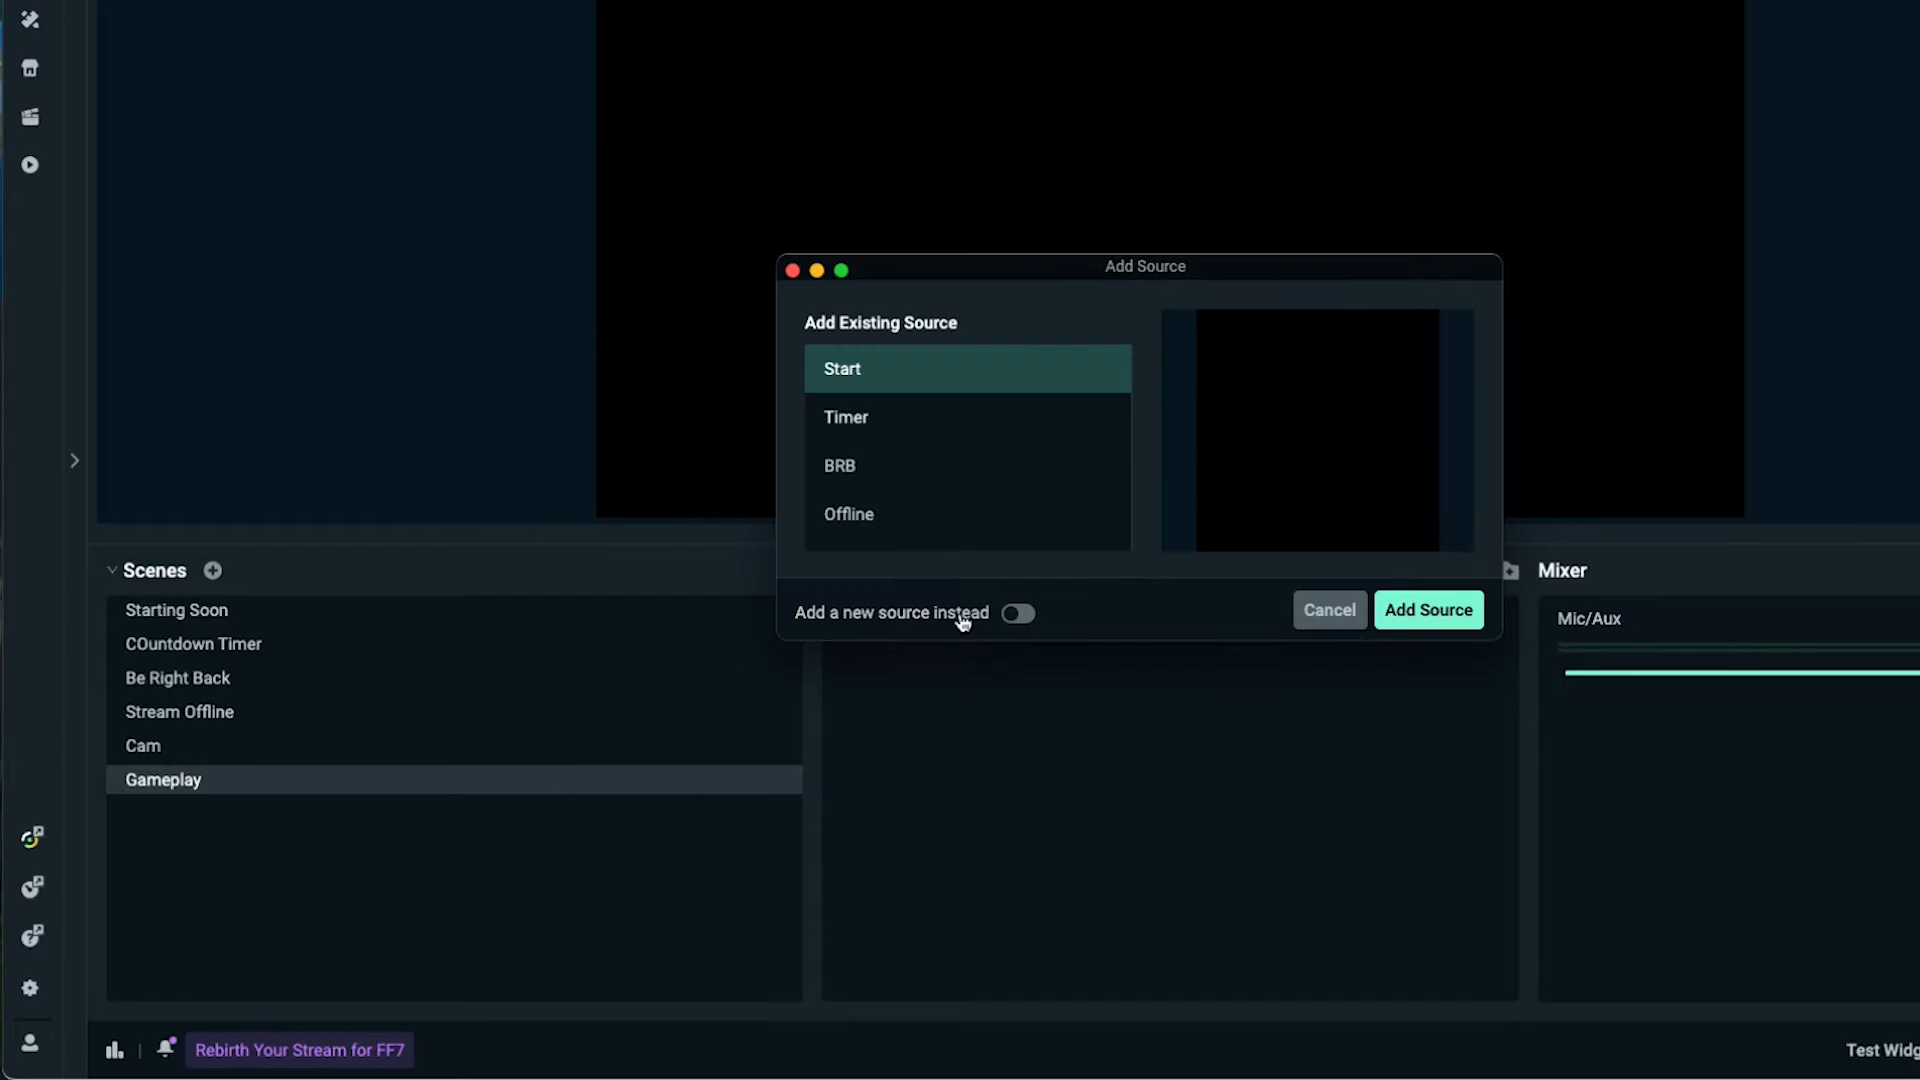 Add Source
Add Existing Source
Start
Timer
BRB
Offline
Add a new source instead
Cancel
Add Source
Scenes
Starting Soon
COuntdown Timer
Be Right Back
Stream Offline
Cam
Gameplay
Mixer
Mic/Aux
Rebirth Your Stream for FF7
Test Widg